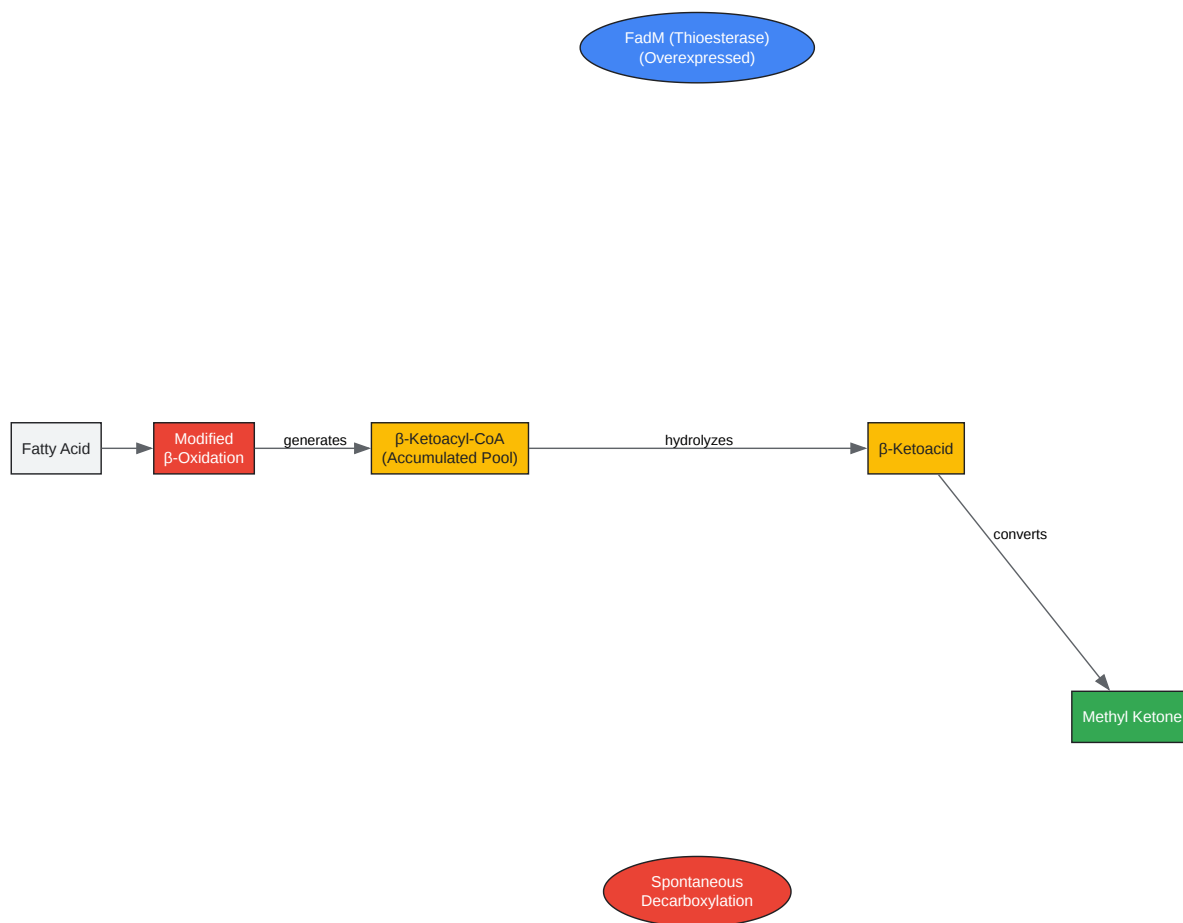 FadM (Thioesterase)
(Overexpressed)
Fatty Acid
Modified
β-Oxidation
generates
β-Ketoacyl-CoA
(Accumulated Pool)
hydrolyzes
β-Ketoacid
converts
Methyl Ketone
Spontaneous
Decarboxylation